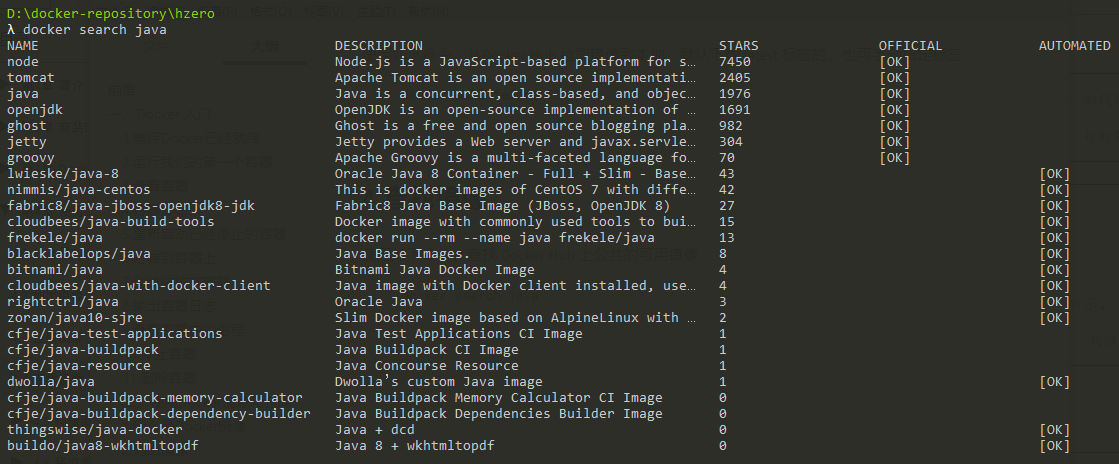 D:\docker-repository\hzero
λ docker search java
NAME DESCRIPTION STARS OFFICIAL AUTOMATED
node Node.js is a JavaScript-based platform for s… 7450 [OK]
tomcat Apache Tomcat is an open source implementati… 2405 [OK]
java Java is a concurrent, class-based, and objec… 1976 [OK]
openjdk OpenJDK is an open-source implementation of … 1691 [OK]
ghost Ghost is a free and open source blogging pla… 982 [OK]
jetty Jetty provides a Web server and javax.servle… 304 [OK]
groovy Apache Groovy is a multi-faceted language fo… 70 [OK]
lwieske/java-8 Oracle Java 8 Container - Full + Slim - Base… 43 [OK]
nimmis/java-centos This is docker images of CentOS 7 with diffe… 42 [OK]
fabric8/java-jboss-openjdk8-jdk Fabric8 Java Base Image (JBoss, OpenJDK 8) 27 [OK]
cloudbees/java-build-tools Docker image with commonly used tools to bui… 15 [OK]
frekele/java docker run --rm --name java frekele/java 13 [OK]
blacklabelops/java Java Base Images. 8 [OK]
bitnami/java Bitnami Java Docker Image 4 [OK]
cloudbees/java-with-docker-client Java image with Docker client installed, use… 4 [OK]
rightctrl/java Oracle Java 3 [OK]
zoran/java10-sjre Slim Docker image based on AlpineLinux with … 2 [OK]
cfje/java-test-applications Java Test Applications CI Image 1
cfje/java-buildpack Java Buildpack CI Image 1
cfje/java-resource Java Concourse Resource 1
dwolla/java Dwolla’s custom Java image 1 [OK]
cfje/java-buildpack-memory-calculator Java Buildpack Memory Calculator CI Image 0
cfje/java-buildpack-dependency-builder Java Buildpack Dependencies Builder Image 0
thingswise/java-docker Java + dcd 0 [OK]
buildo/java8-wkhtmltopdf Java 8 + wkhtmltopdf 0 [OK]